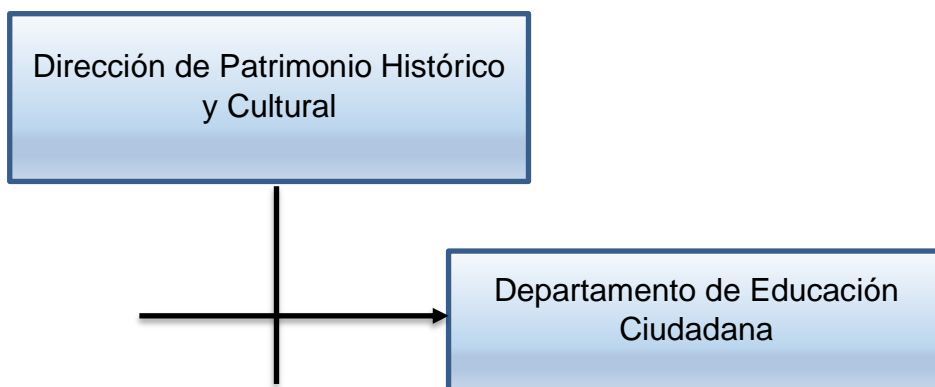 Dirección de Patrimonio Histórico
y Cultural
Departamento de Educación
Ciudadana